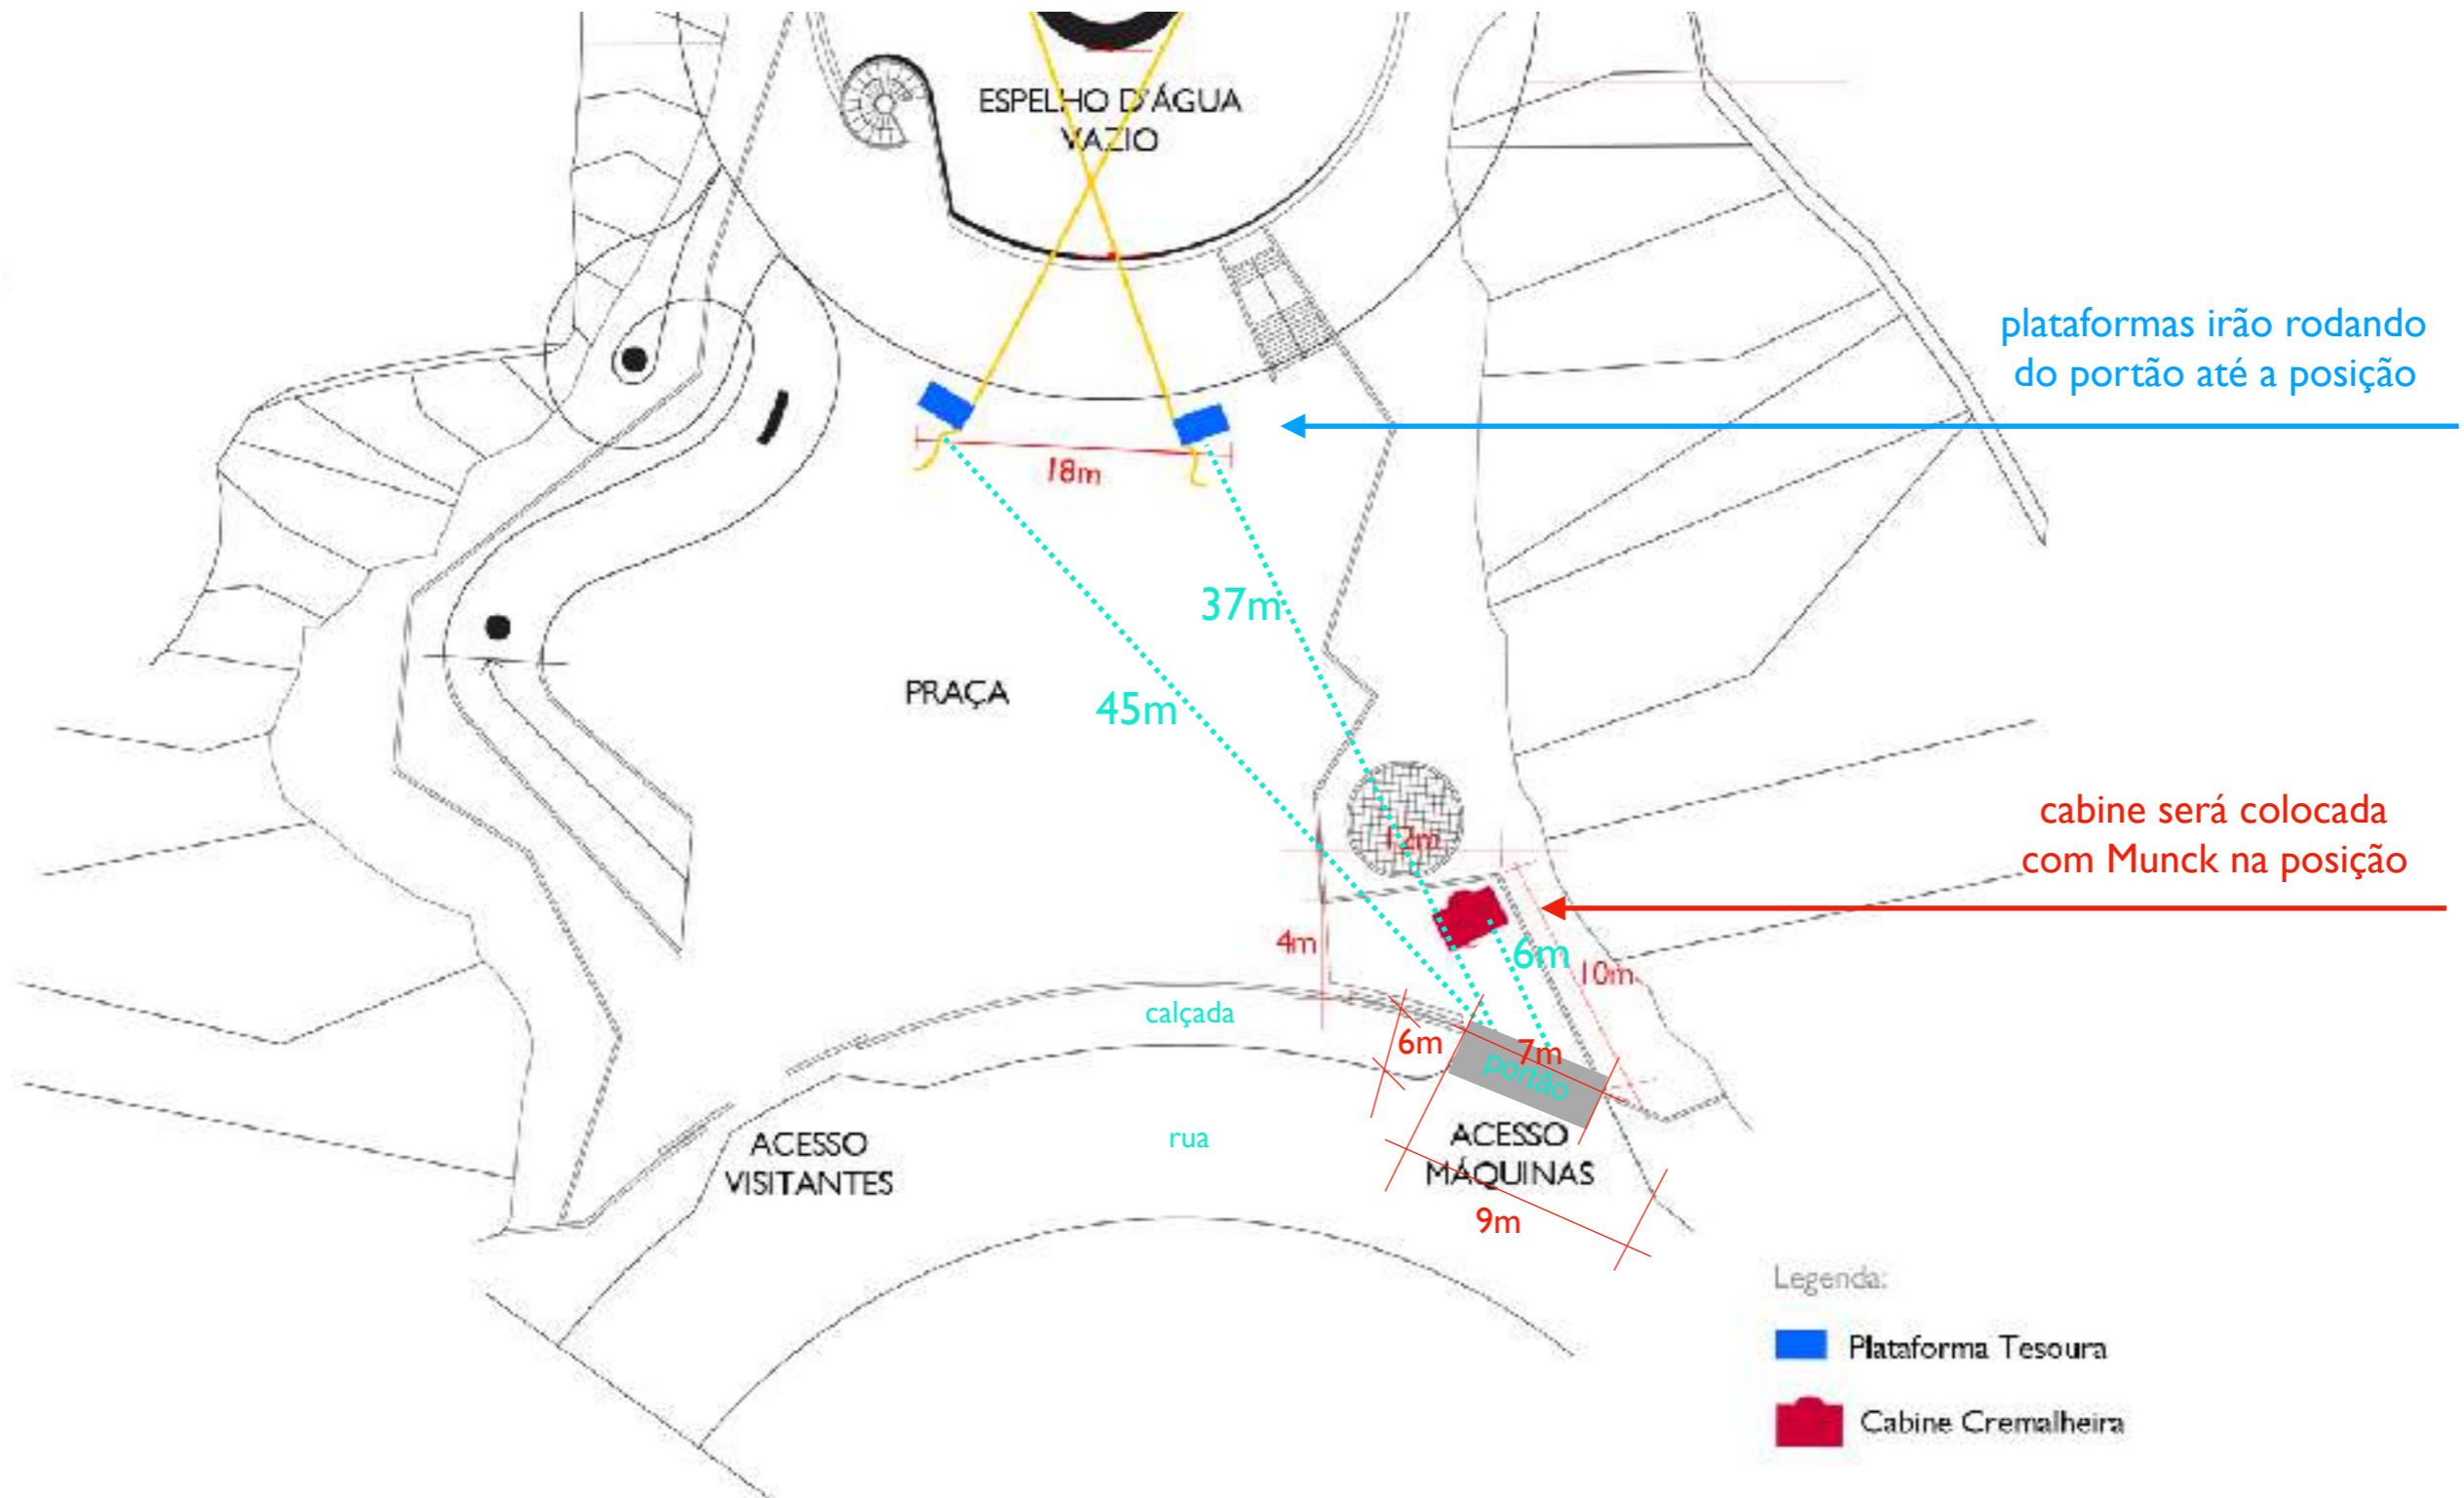 ESPELHO D'ÁGUA
VAZIO
plataformas irão rodando
do portão até a posição
18m
37m
PRAÇA
45m
cabine será colocada
com Munck na posição
12m
4m
6m
10m
calçada
6m
7m
portão
rua
ACESSO
VISITANTES
ACESSO
MÁQUINAS
9m
Legenda:
Plataforma Tesoura
Cabine Cremalheira